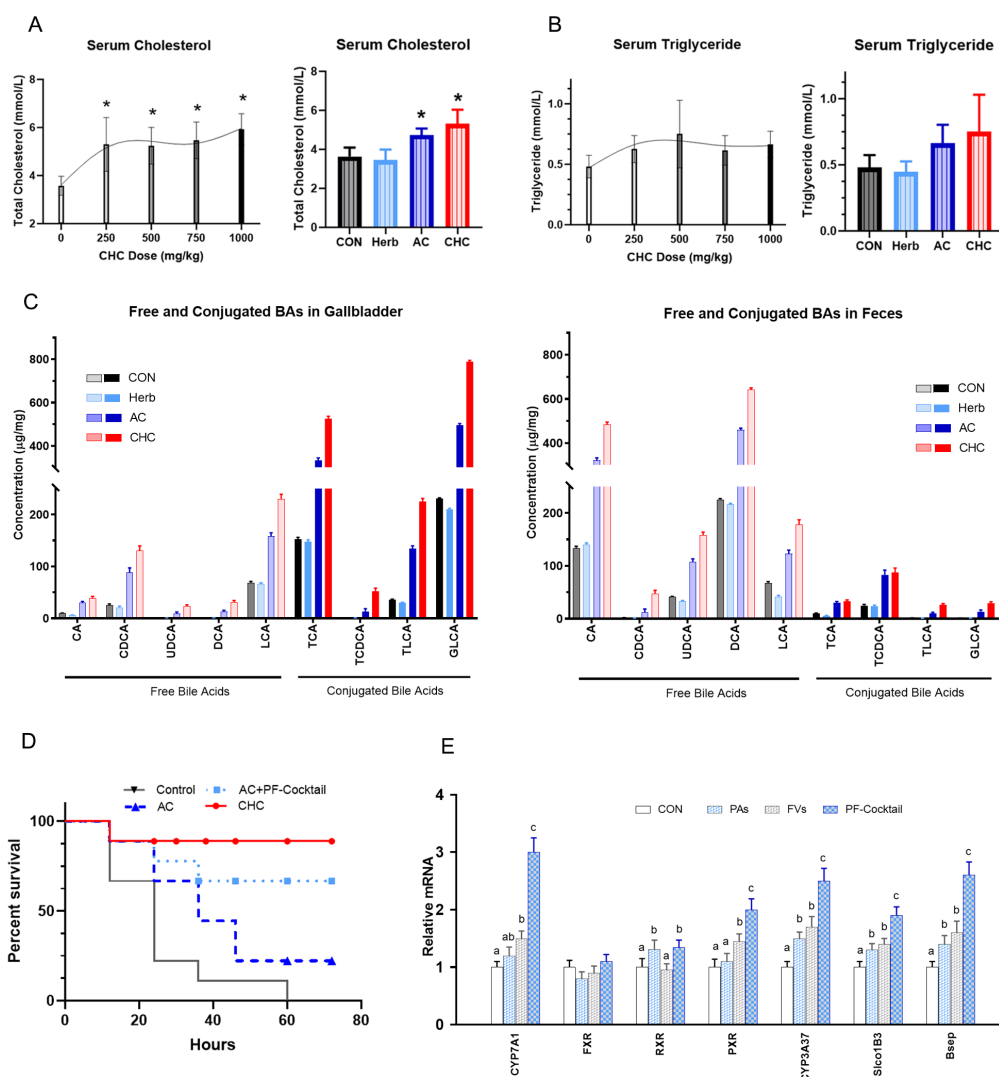 A
Serum Cholesterol
Total Cholesterol (mmol/L)
8
6
4
2
* * * *
0 250 500 750 1000
CHC Dose (mg/kg)
Serum Cholesterol
Total Cholesterol (mmol/L)
8
6
4
2
0
* *
CON Herb AC CHC
B
Serum Triglyceride
Triglyceride (mmol/L)
1.5
1.0
0.5
0.0
0 250 500 750 1000
CHC Dose (mg/kg)
Serum Triglyceride
Triglyceride (mmol/L)
1.0
0.5
0.0
CON Herb AC CHC
C
Free and Conjugated BAs in Gallbladder
Concentration (µg/mg)
800
600
400
200
100
0
CON
Herb
AC
CHC
CA CDCA UDCA DCA LCA TCA TCDCA TLCA GLCA
Free Bile Acids Conjugated Bile Acids
Free and Conjugated BAs in Feces
Concentration (µg/mg)
800
600
400
200
100
0
CON
Herb
AC
CHC
CA CDCA UDCA DCA LCA TCA TCDCA TLCA GLCA
Free Bile Acids Conjugated Bile Acids
D
Control AC+PF-Cocktail
AC CHC
Percent survival
100
50
0
0 20 40 60 80
Hours
E
Relative mRNA
4
3
2
1
0
CON PAs FVs PF-Cocktail
a ab b c
a b a b
a a b c
a b b c
a b b c
a b b c
CYP7A1 FXR RXR PXR CYP3A37 Slco1B3 Bsep